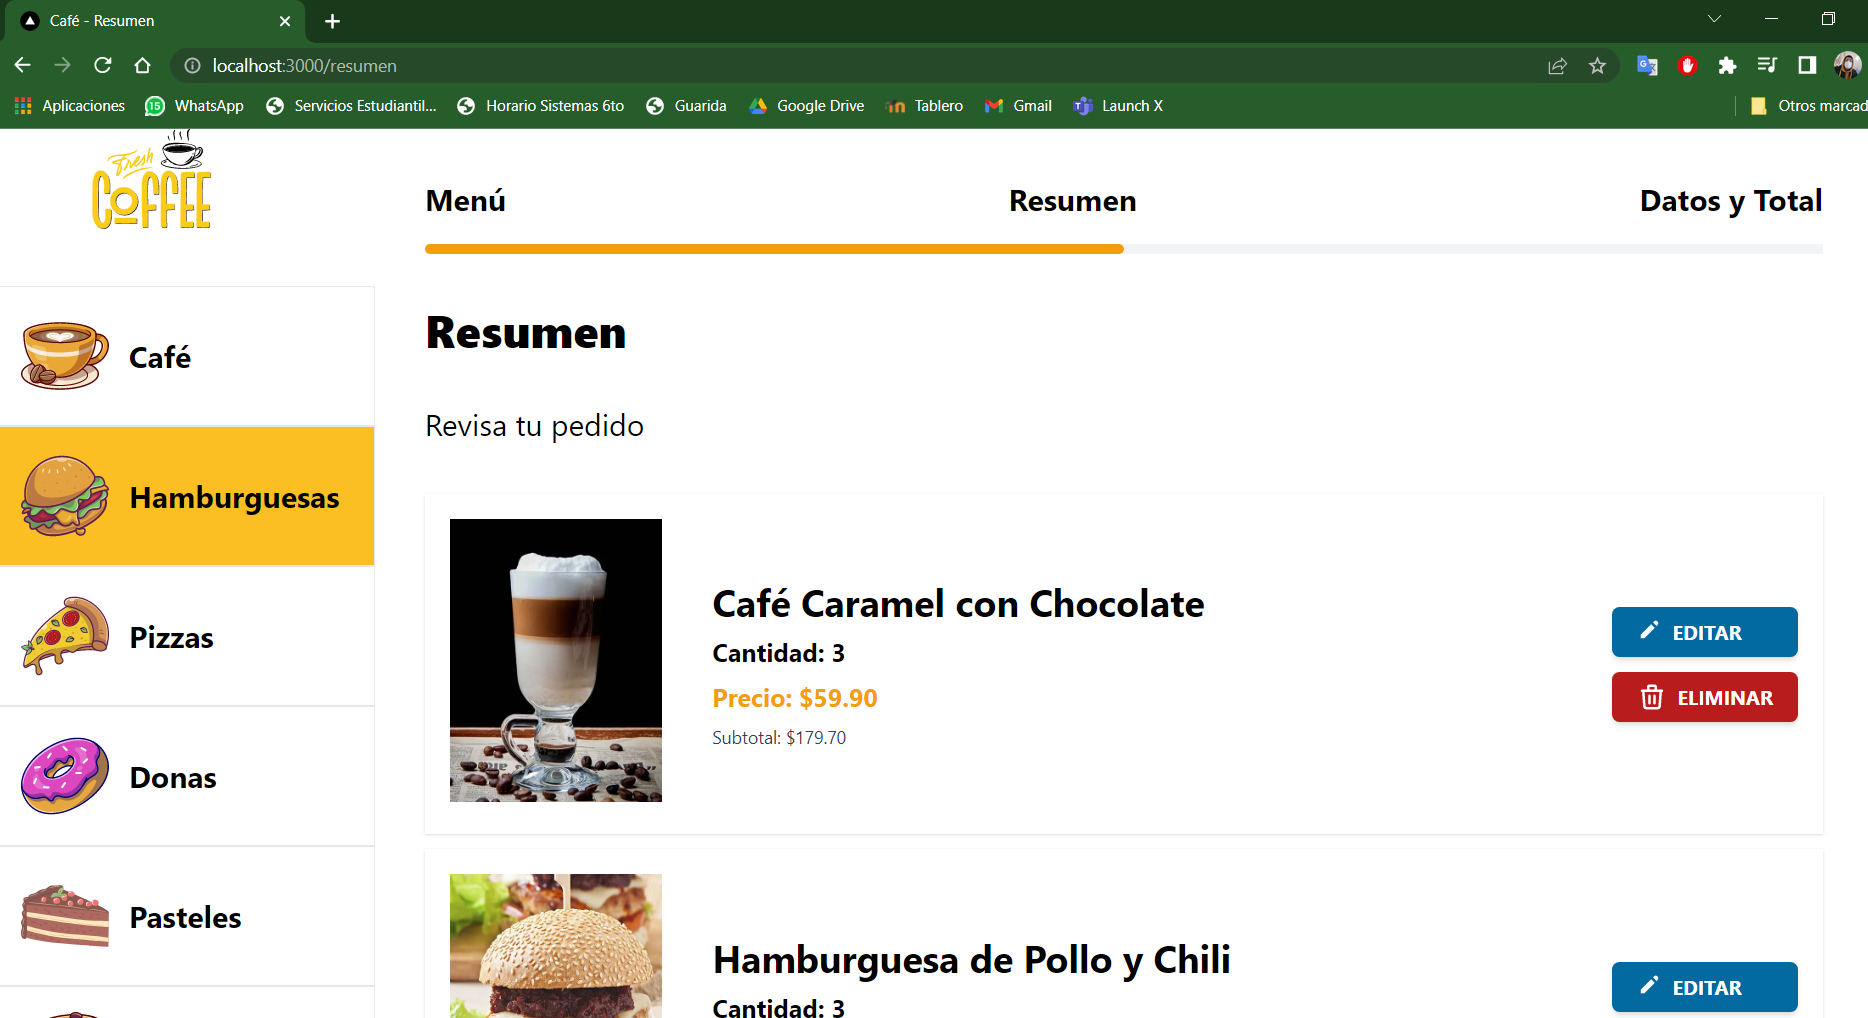 Café - Resumen
localhost:3000/resumen
Aplicaciones
15
WhatsApp
Servicios Estudiantil...
Horario Sistemas 6to
Guarida
Google Drive
Tablero
Gmail
Launch X
Otros marcad
Fresh
COFFEE
Menú
Resumen
Datos y Total
Café
Hamburguesas
Pizzas
Donas
Pasteles
Resumen
Revisa tu pedido
Café Caramel con Chocolate
Cantidad: 3
Precio: $59.90
Subtotal: $179.70
EDITAR
ELIMINAR
Hamburguesa de Pollo y Chili
Cantidad: 3
EDITAR